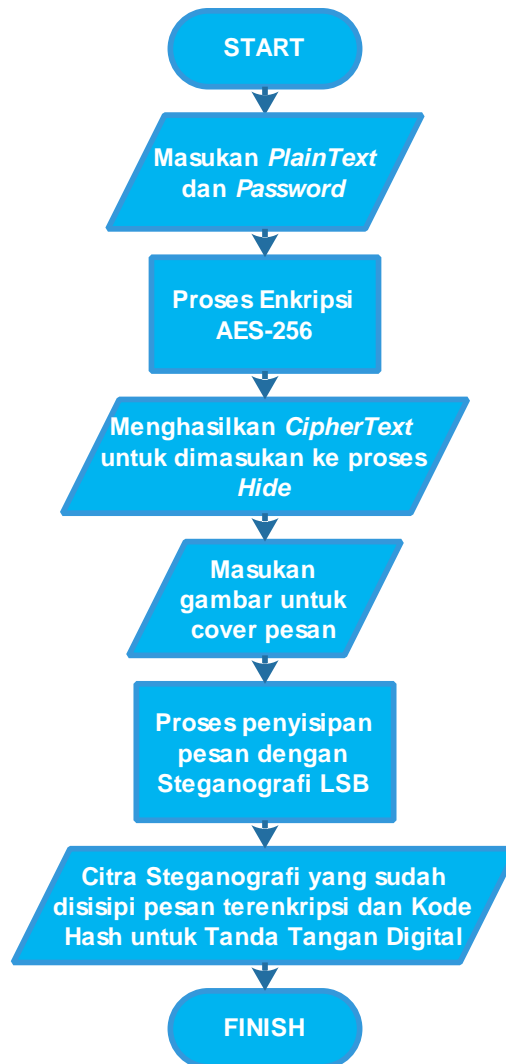 START
Masukan PlainText
dan Password
Proses Enkripsi
AES-256
Menghasilkan CipherText
untuk dimasukan ke proses
Hide
Masukan
gambar untuk
cover pesan
Proses penyisipan
pesan dengan
Steganografi LSB
Citra Steganografi yang sudah
disisipi pesan terenkripsi dan Kode
Hash untuk Tanda Tangan Digital
FINISH